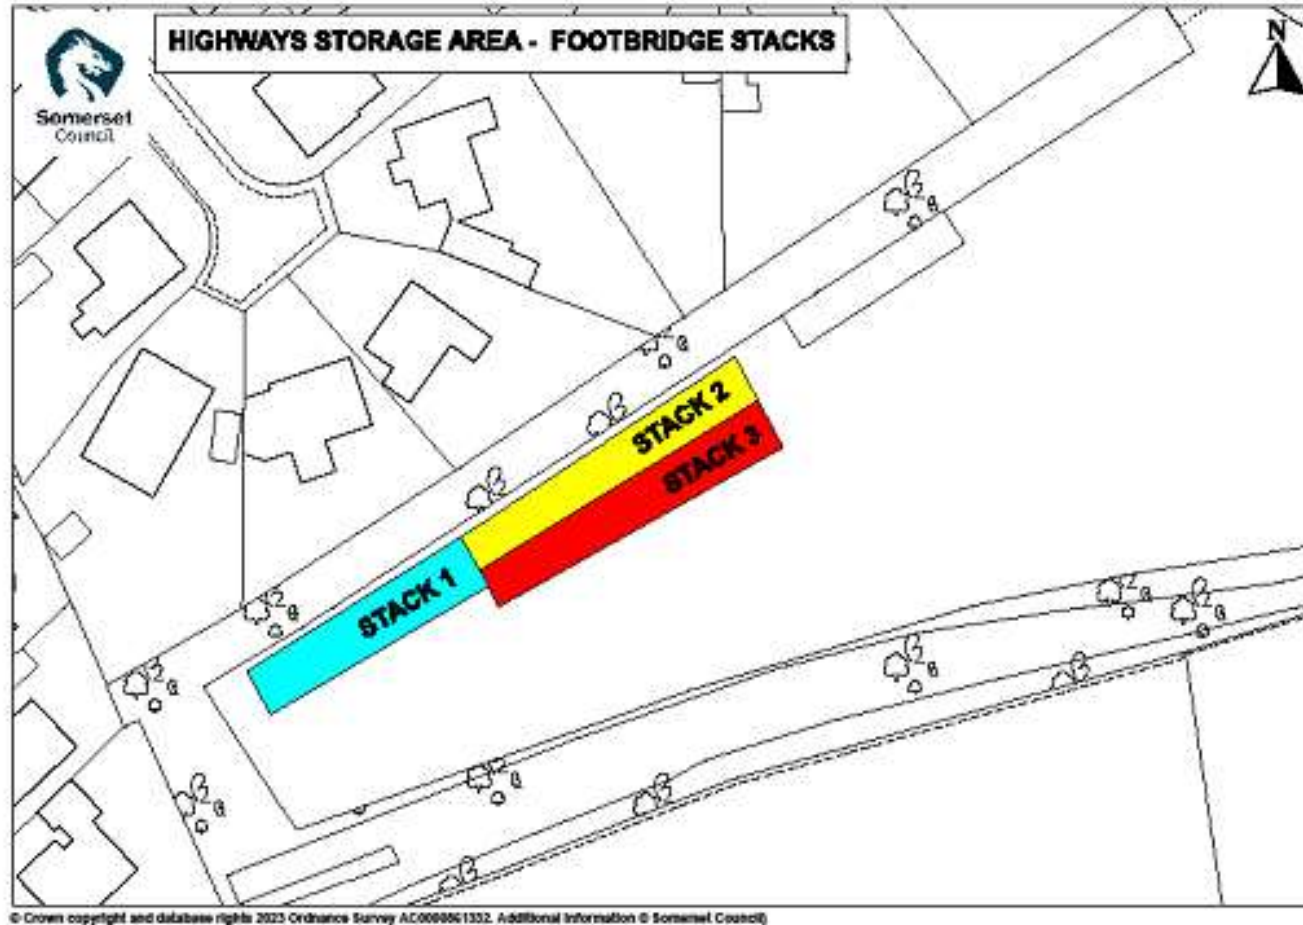 HIGHWAYS STORAGE AREA - FOOTBRIDGE STACKS
N
Somerset
Council
STACK 2
STACK 3
STACK 1
© Crown copyright and database rights 2023 Ordnance Survey AC0000861332. Additional Information © Somerset Council)